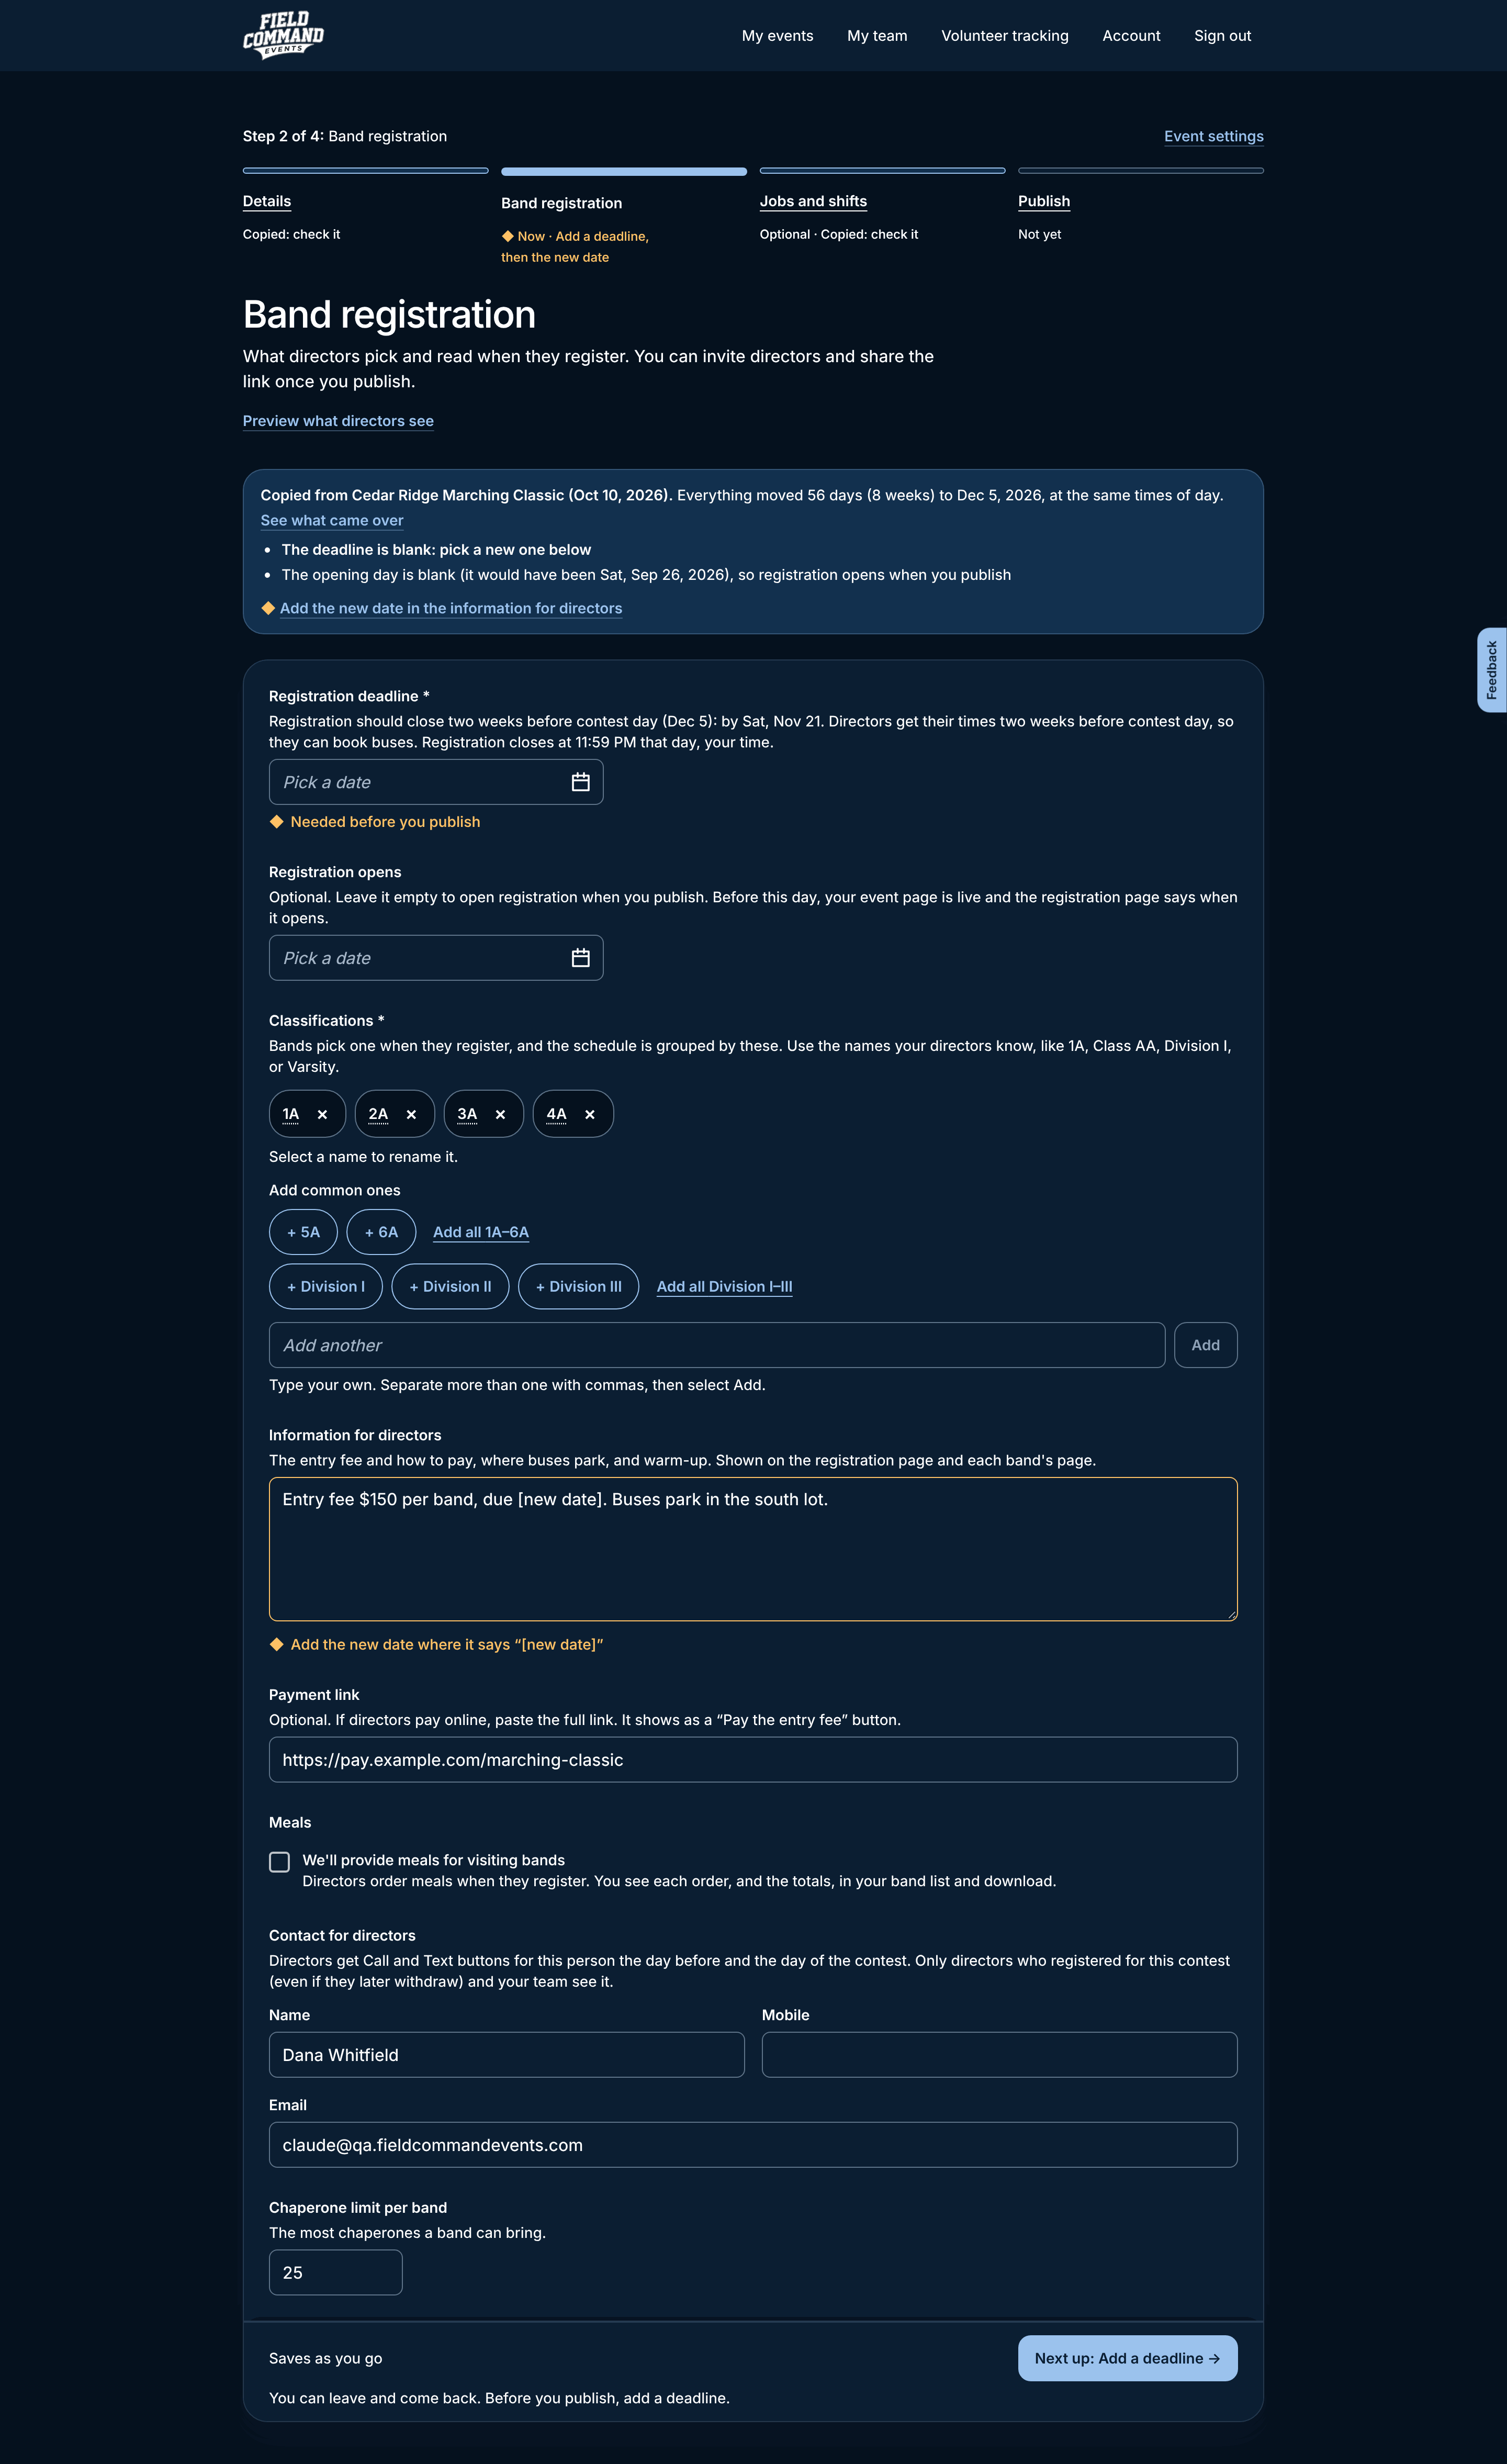 FIELD
COMMAND
EVENTS
My events
My team
Volunteer tracking
Account
Sign out
Step 2 of 4: Band registration
Event settings
Details
Copied: check it
Band registration
◆ Now · Add a deadline,
then the new date
Jobs and shifts
Optional · Copied: check it
Publish
Not yet
Band registration
What directors pick and read when they register. You can invite directors and share the
link once you publish.
Preview what directors see
Copied from Cedar Ridge Marching Classic (Oct 10, 2026). Everything moved 56 days (8 weeks) to Dec 5, 2026, at the same times of day.
See what came over
• The deadline is blank: pick a new one below
• The opening day is blank (it would have been Sat, Sep 26, 2026), so registration opens when you publish
◆ Add the new date in the information for directors
Feedback
Registration deadline *
Registration should close two weeks before contest day (Dec 5): by Sat, Nov 21. Directors get their times two weeks before contest day, so
they can book buses. Registration closes at 11:59 PM that day, your time.
Pick a date
◆ Needed before you publish
Registration opens
Optional. Leave it empty to open registration when you publish. Before this day, your event page is live and the registration page says when
it opens.
Pick a date
Classifications *
Bands pick one when they register, and the schedule is grouped by these. Use the names your directors know, like 1A, Class AA, Division I,
or Varsity.
1A × 2A × 3A × 4A ×
Select a name to rename it.
Add common ones
+ 5A + 6A Add all 1A–6A
+ Division I + Division II + Division III Add all Division I–III
Add another
Add
Type your own. Separate more than one with commas, then select Add.
Information for directors
The entry fee and how to pay, where buses park, and warm-up. Shown on the registration page and each band's page.
Entry fee $150 per band, due [new date]. Buses park in the south lot.
◆ Add the new date where it says “[new date]”
Payment link
Optional. If directors pay online, paste the full link. It shows as a “Pay the entry fee” button.
https://pay.example.com/marching-classic
Meals
We'll provide meals for visiting bands
Directors order meals when they register. You see each order, and the totals, in your band list and download.
Contact for directors
Directors get Call and Text buttons for this person the day before and the day of the contest. Only directors who registered for this contest
(even if they later withdraw) and your team see it.
Name
Dana Whitfield
Mobile
Email
claude@qa.fieldcommandevents.com
Chaperone limit per band
The most chaperones a band can bring.
25
Saves as you go
Next up: Add a deadline →
You can leave and come back. Before you publish, add a deadline.